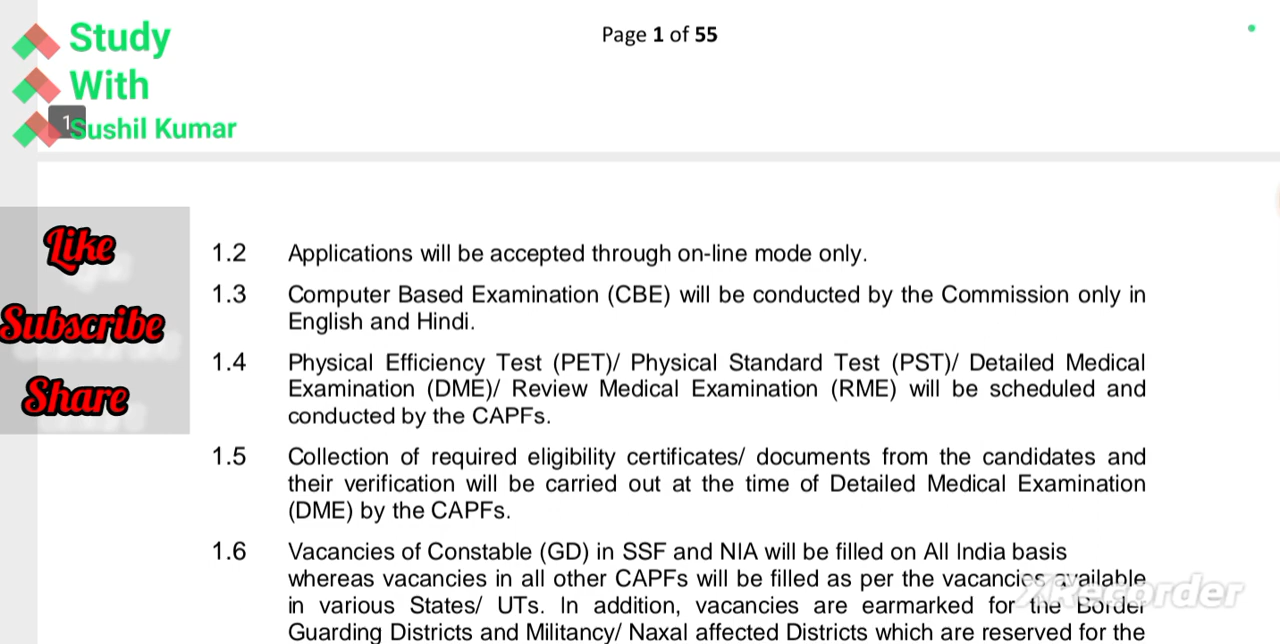 Study
With
Sushil Kumar
Page 1 of 55
1
Like
Subscribe
Share
1.2 Applications will be accepted through on-line mode only.
1.3 Computer Based Examination (CBE) will be conducted by the Commission only in
English and Hindi.
1.4 Physical Efficiency Test (PET)/ Physical Standard Test (PST)/ Detailed Medical
Examination (DME)/ Review Medical Examination (RME) will be scheduled and
conducted by the CAPFs.
1.5 Collection of required eligibility certificates/ documents from the candidates and
their verification will be carried out at the time of Detailed Medical Examination
(DME) by the CAPFs.
1.6 Vacancies of Constable (GD) in SSF and NIA will be filled on All India basis
whereas vacancies in all other CAPFs will be filled as per the vacancies available
in various States/ UTs. In addition, vacancies are earmarked for the Border
Guarding Districts and Militancy/ Naxal affected Districts which are reserved for the
XRecorder